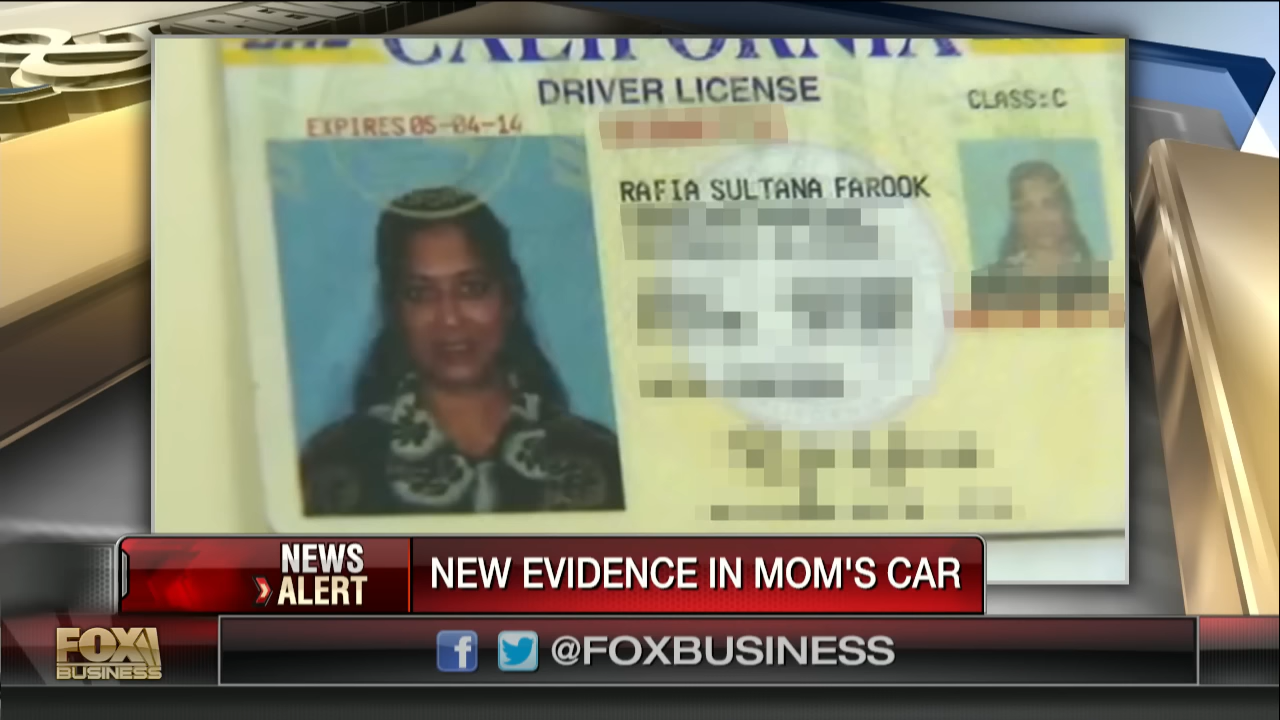 CALIFORNIA
DRIVER LICENSE
CLASS:C
EXPIRES 05-04-14
RAFIA SULTANA FAROOK
NEWS
ALERT
NEW EVIDENCE IN MOM'S CAR
FOX
BUSINESS
@FOXBUSINESS